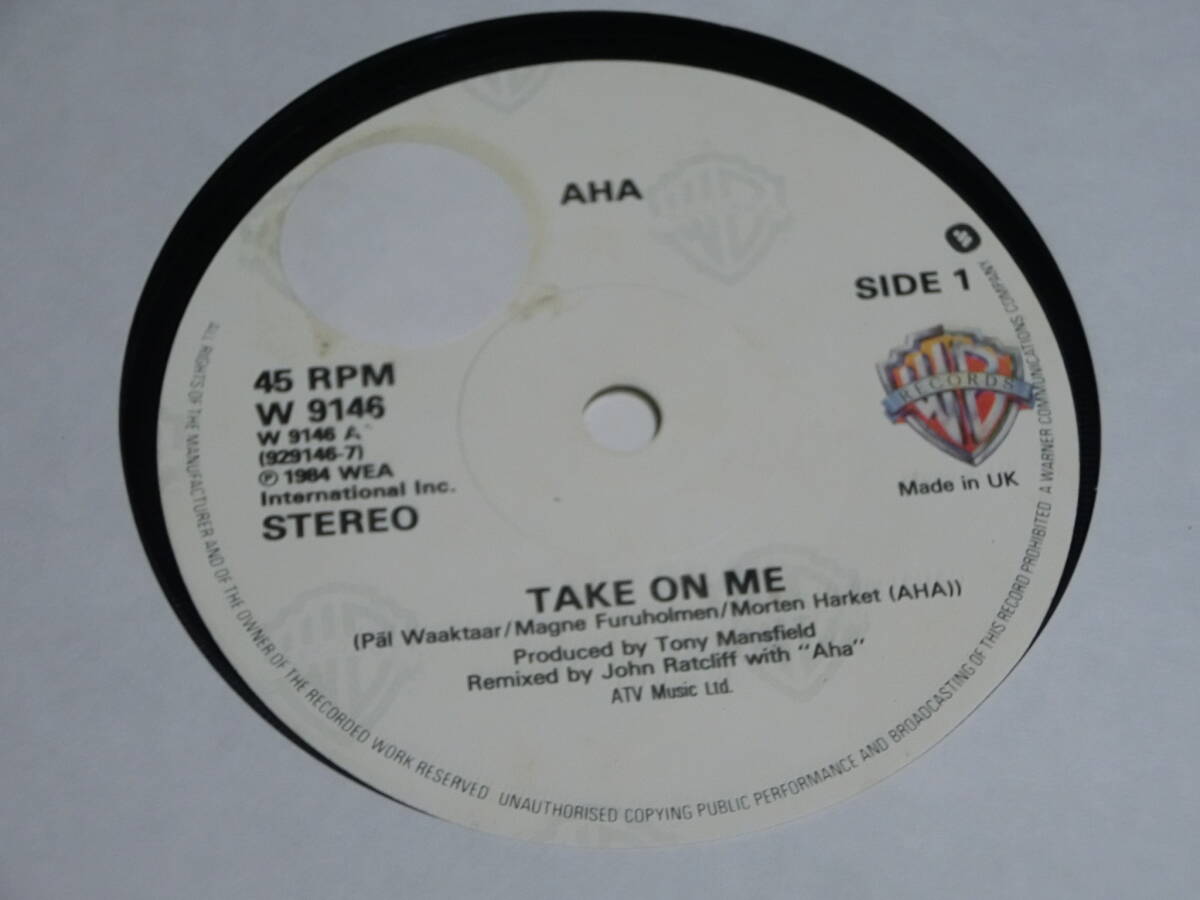 AHA
SIDE 1
WB
RECORDS
Made in UK
45 RPM
W 9146
W 9146 A
(929146-7)
℗ 1984 WEA
International Inc.
STEREO
TAKE ON ME
(Päl Waaktaar/Magne Furuholmen/Morten Harket (AHA))
Produced by Tony Mansfield
Remixed by John Ratcliff with "Aha"
ATV Music Ltd.
ALL RIGHTS OF THE MANUFACTURER AND OF THE OWNER OF THE RECORDED WORK RESERVED UNAUTHORISED COPYING PUBLIC PERFORMANCE AND BROADCASTING OF THIS RECORD PROHIBITED A WARNER COMMUNICATIONS COMPANY